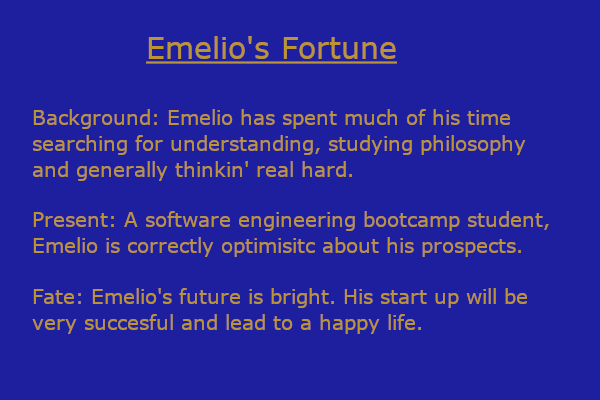 Emelio's Fortune
Background: Emelio has spent much of his time
searching for understanding, studying philosophy
and generally thinkin' real hard.
Present: A software engineering bootcamp student,
Emelio is correctly optimisitc about his prospects.
Fate: Emelio's future is bright. His start up will be
very succesful and lead to a happy life.